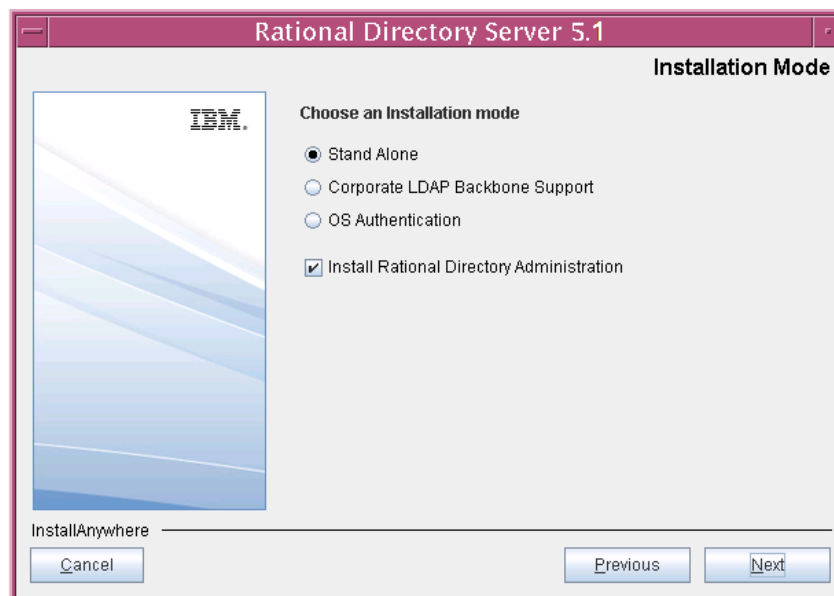 Rational Directory Server 5.1
Installation Mode
IBM.
Choose an Installation mode
Stand Alone
Corporate LDAP Backbone Support
OS Authentication
Install Rational Directory Administration
InstallAnywhere
Cancel
Previous
Next